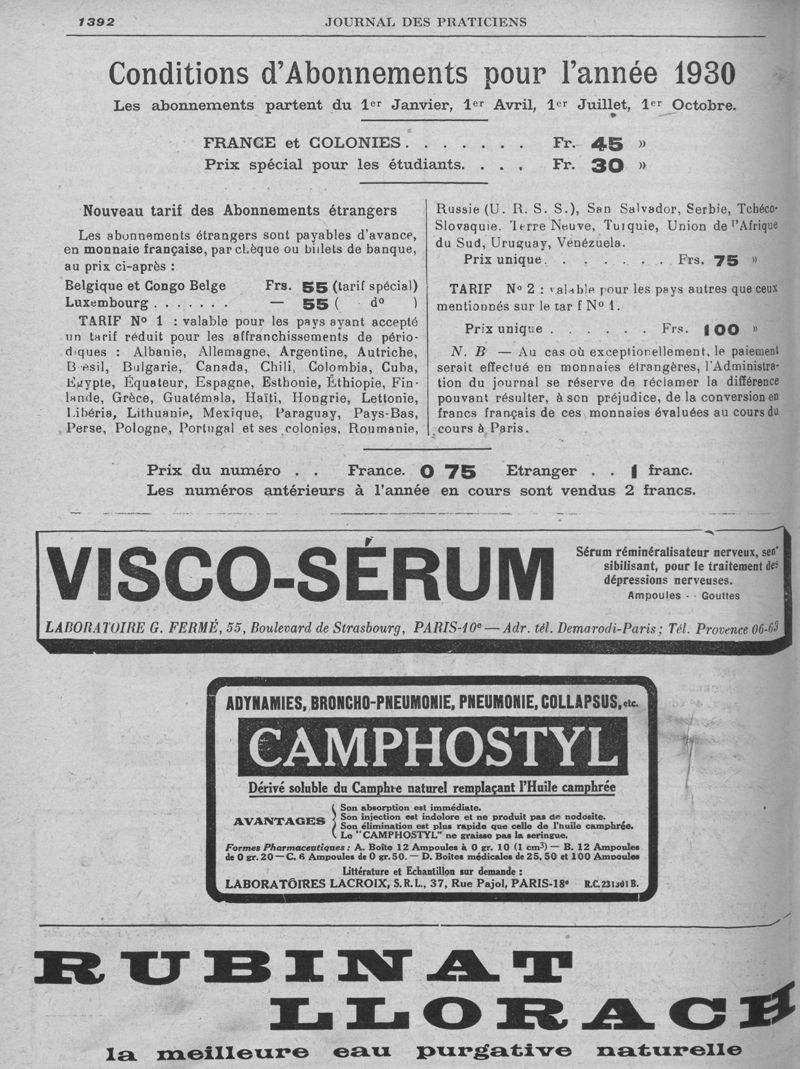 1392
JOURNAL DES PRATICIENS
Conditions d'Abonnements pour l'année 1930
Les abonnements partent du 1er Janvier, 1er Avril, 1er Juillet, 1er Octobre.
FRANCE et COLONIES. . . . . . . Fr. 45 »
Prix spécial pour les étudiants. . . . Fr. 30 »
Nouveau tarif des Abonnements étrangers
Les abonnements étrangers sont payables d'avance,
en monnaie française, par chèque ou billets de banque,
au prix ci-après :
Belgique et Congo Belge Frs. 55 (tarif spécial)
Luxembourg . . . . . . . — 55 ( do )
TARIF No 1 : valable pour les pays ayant accepté
un tarif réduit pour les affranchissements de pério-
diques : Albanie, Allemagne, Argentine, Autriche,
Brésil, Bulgarie, Canada, Chili, Colombia, Cuba,
Égypte, Équateur, Espagne, Esthonie, Éthiopie, Fin-
lande, Grèce, Guatémala, Haïti, Hongrie, Lettonie,
Libéria, Lithuanie, Mexique, Paraguay, Pays-Bas,
Perse, Pologne, Portugal et ses colonies, Roumanie,
Russie (U. R. S. S.), San Salvador, Serbie, Tchéco-
Slovaquie. Terre Neuve, Turquie, Union de l'Afrique
du Sud, Uruguay, Vénézuela.
Prix unique . . . . . . . Frs. 75 »
TARIF No 2 : valable pour les pays autres que ceux
mentionnés sur le tar f No 1.
Prix unique . . . . . . Frs. 100 »
N. B — Au cas où exceptionellement, le paiement
serait effectué en monnaies étrangères, l'Administra-
tion du journal se réserve de réclamer la différence
pouvant résulter, à son préjudice, de la conversion en
francs français de ces monnaies évaluées au cours du
cours à Paris.
Prix du numéro . . France. 0 75 Etranger . . 1 franc.
Les numéros antérieurs à l'année en cours sont vendus 2 francs.
VISCO-SÉRUM
Sérum réminéralisateur nerveux, sen-
sibilisant, pour le traitement des
dépressions nerveuses.
Ampoules - - Gouttes
LABORATOIRE G. FERMÉ, 55, Boulevard de Strasbourg, PARIS-10e — Adr. tél. Demarodi-Paris ; Tél. Provence 06-63
ADYNAMIES, BRONCHO-PNEUMONIE, PNEUMONIE, COLLAPSUS, etc.
CAMPHOSTYL
Dérivé soluble du Camphre naturel remplaçant l'Huile camphrée
AVANTAGES
Son absorption est immédiate.
Son injection est indolore et ne produit pas de nodosite.
Son élimination est plus rapide que celle de l'huile camphrée.
Le "CAMPHOSTYL" ne graisse pas la seringue.
Formes Pharmaceutiques : A. Boite 12 Ampoules à 0 gr. 10 (1 cm3) — B. 12 Ampoules
de 0 gr. 20 — C. 6 Ampoules de 0 gr. 50. — D. Boites médicales de 25, 50 et 100 Ampoules
Littérature et Echantillon sur demande :
LABORATOIRES LACROIX, S.R.L., 37, Rue Pajol, PARIS-18e R.C. 231.
RUBINAT
LLORACH
la meilleure eau purgative naturelle